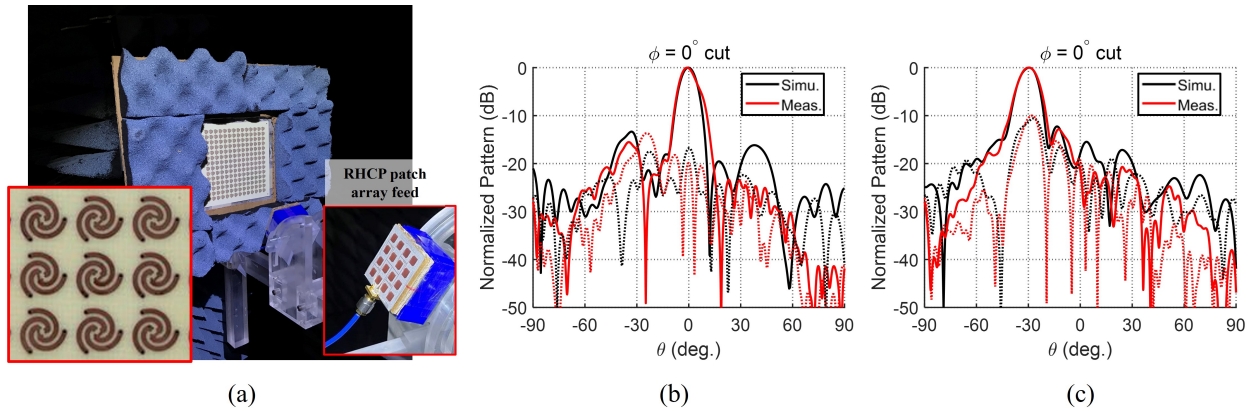 RHCP patch
array feed
(a)
ϕ = 0° cut
Normalized Pattern (dB)
0
-10
-20
-30
-40
-50
Simu.
Meas.
-90
-60
-30
0
30
60
90
θ (deg.)
(b)
ϕ = 0° cut
Normalized Pattern (dB)
0
-10
-20
-30
-40
-50
Simu.
Meas.
-90
-60
-30
0
30
60
90
θ (deg.)
(c)